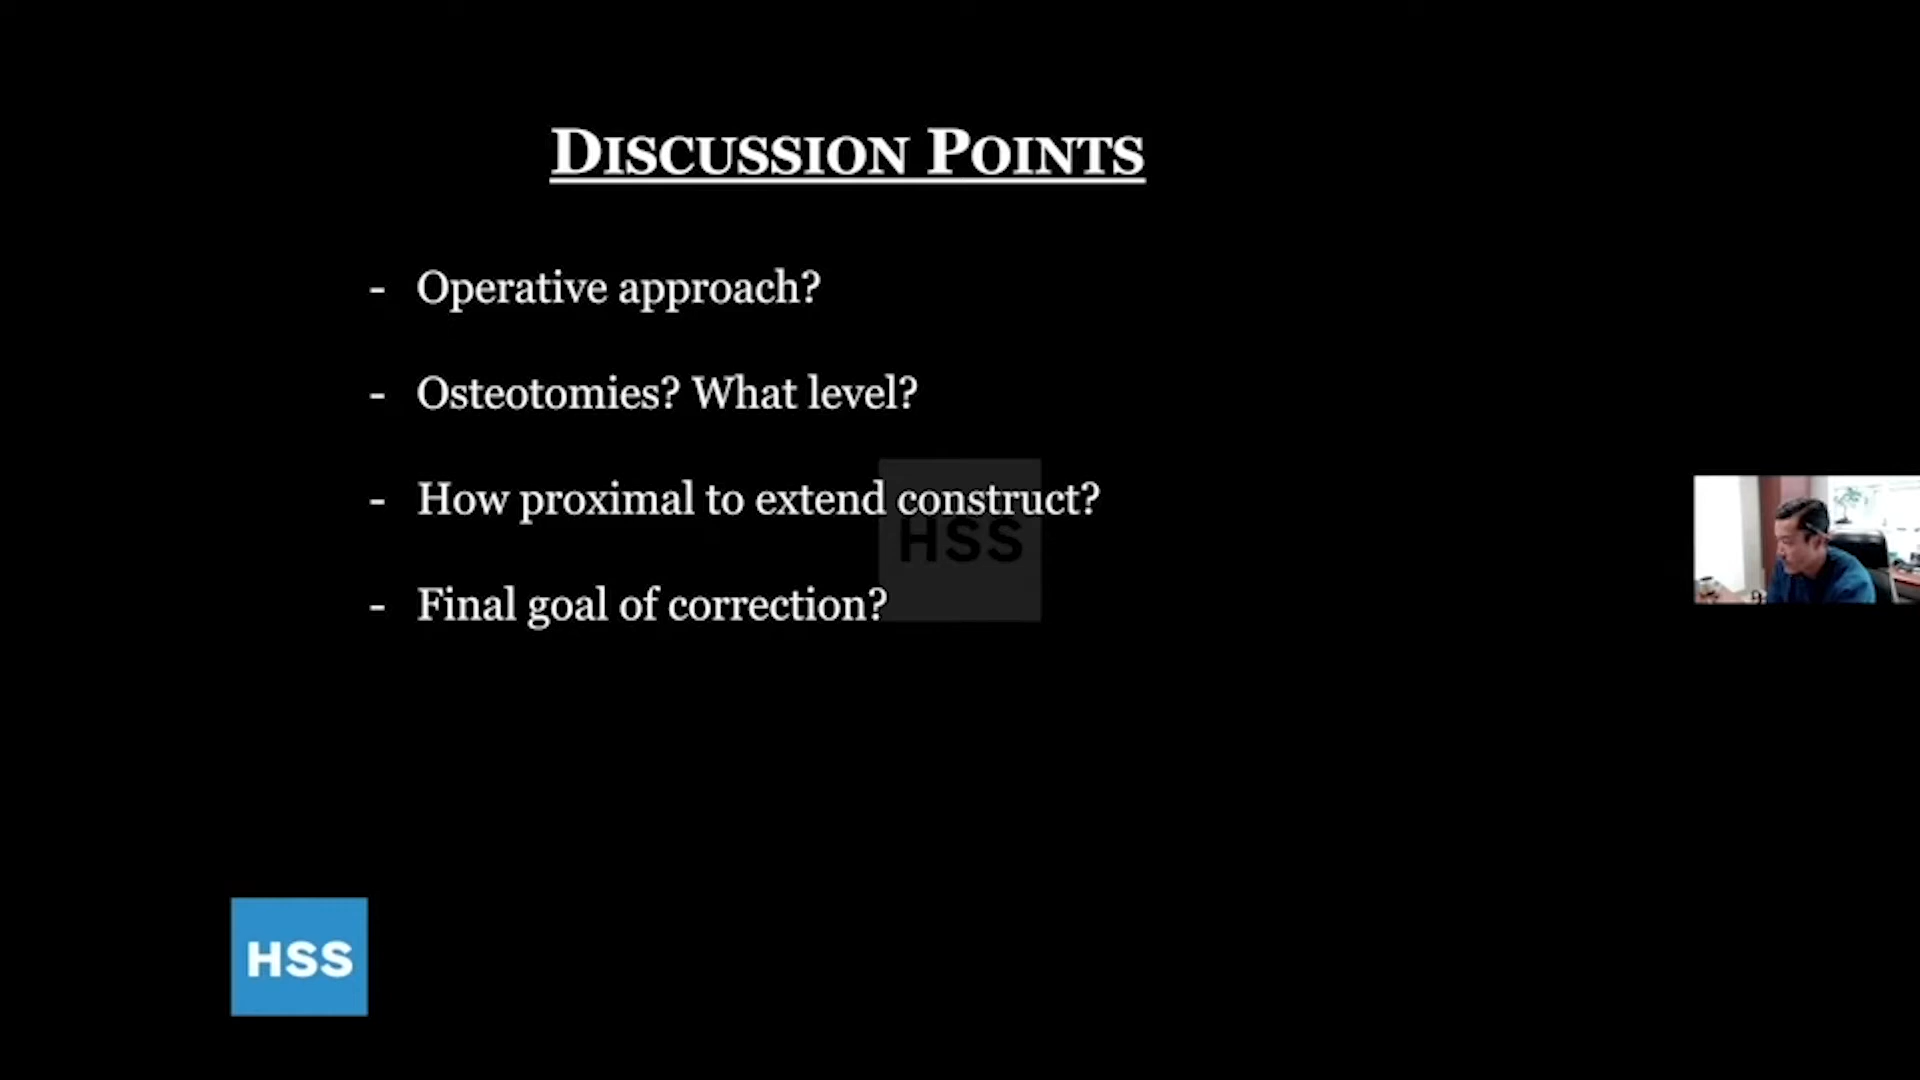 DISCUSSION POINTS
- Operative approach?
- Osteotomies? What level?
- How proximal to extend construct?
HSS
- Final goal of correction?
HSS